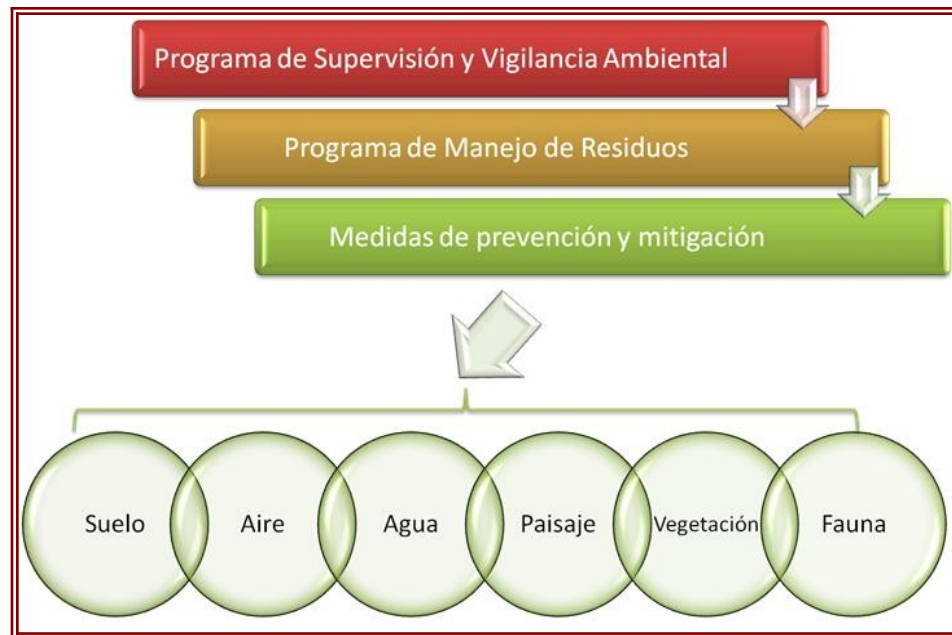 Programa de Supervisión y Vigilancia Ambiental
Programa de Manejo de Residuos
Medidas de prevención y mitigación
Suelo
Aire
Agua
Paisaje
Vegetación
Fauna